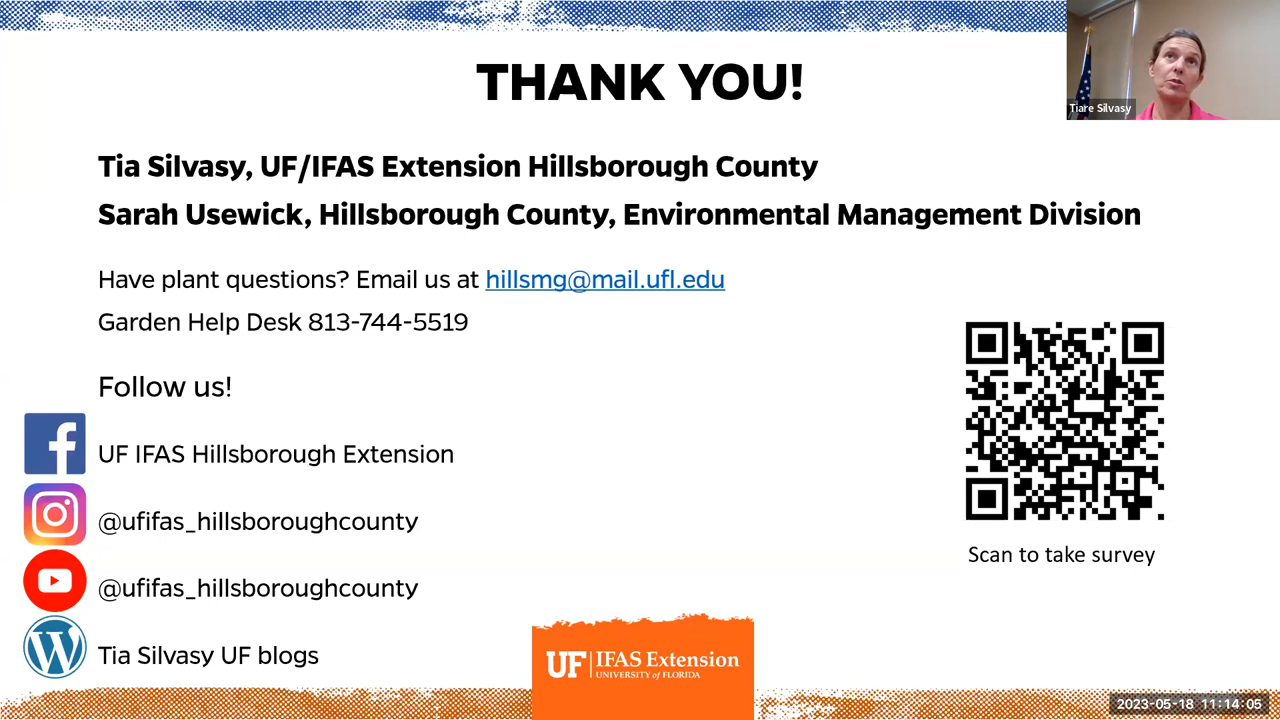 THANK YOU!
Tiare Silvasy
Tia Silvasy, UF/IFAS Extension Hillsborough County
Sarah Usewick, Hillsborough County, Environmental Management Division
Have plant questions? Email us at hillsmg@mail.ufl.edu
Garden Help Desk 813-744-5519
Follow us!
UF IFAS Hillsborough Extension
@ufifas_hillsboroughcounty
@ufifas_hillsboroughcounty
Tia Silvasy UF blogs
Scan to take survey
UF IFAS Extension
UNIVERSITY of FLORIDA
2023-05-18 11:14:05